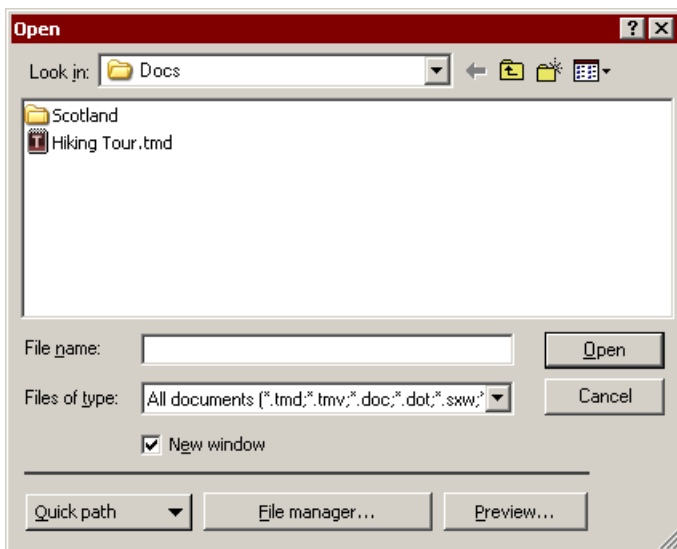 Open
Look in: Docs
Scotland
Hiking Tour.tmd
File name: Open
Files of type: All documents (*.tmd;*.tmv;*.doc;*.dot;*.sxw;* Cancel
New window
Quick path File manager... Preview...